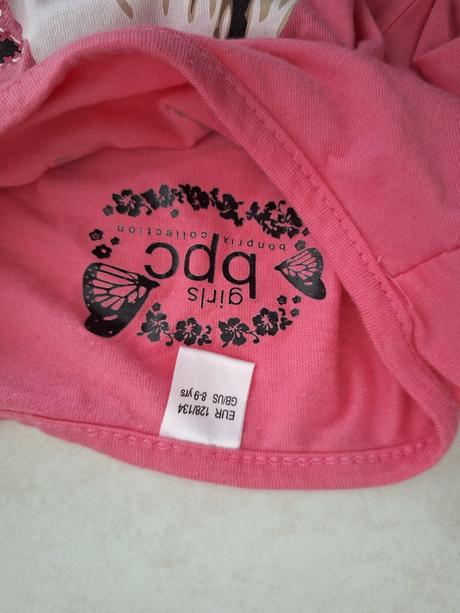 girls
bpc
bonprix collection
EUR 128/134
GB/US 8-9 yrs